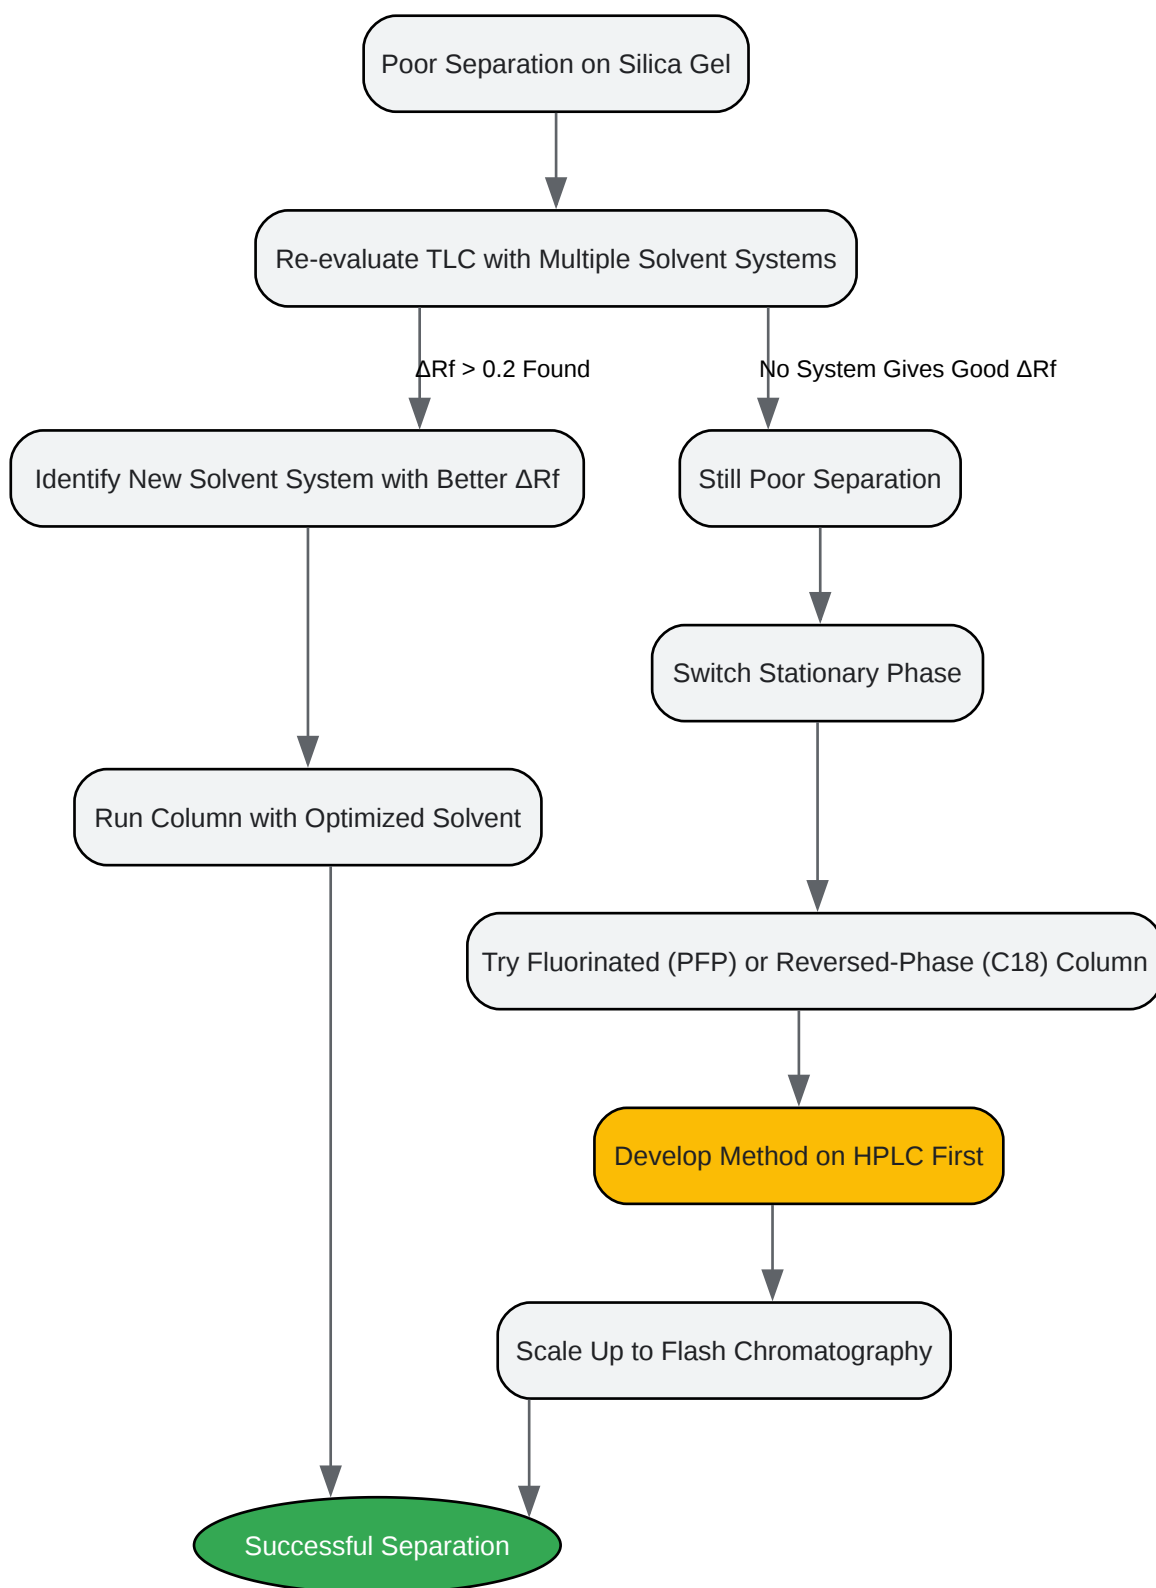 Poor Separation on Silica Gel
Re-evaluate TLC with Multiple Solvent Systems
ΔRf > 0.2 Found
No System Gives Good ΔRf
Identify New Solvent System with Better ΔRf
Still Poor Separation
Switch Stationary Phase
Run Column with Optimized Solvent
Try Fluorinated (PFP) or Reversed-Phase (C18) Column
Develop Method on HPLC First
Scale Up to Flash Chromatography
Successful Separation